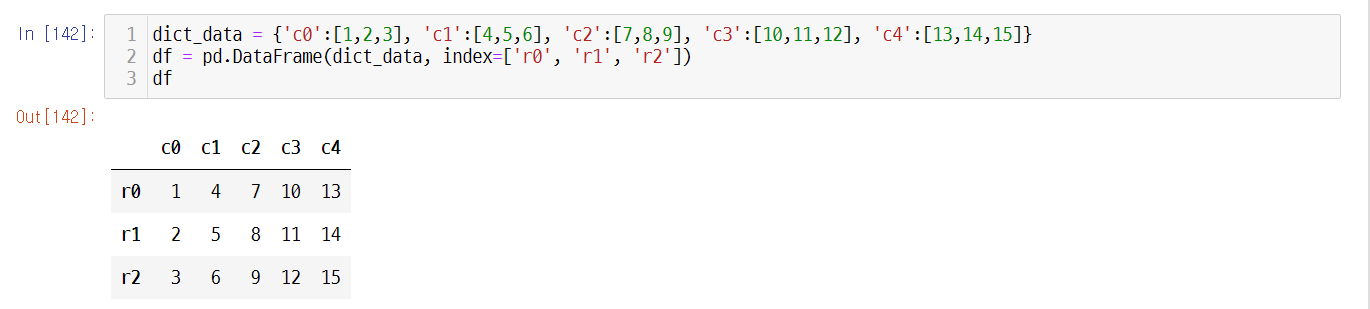 In [142]:
1 dict_data = {'c0':[1,2,3], 'c1':[4,5,6], 'c2':[7,8,9], 'c3':[10,11,12], 'c4':[13,14,15]}
2 df = pd.DataFrame(dict_data, index=['r0', 'r1', 'r2'])
3 df
Out[142]:
c0 c1 c2 c3 c4
r0 1 4 7 10 13
r1 2 5 8 11 14
r2 3 6 9 12 15